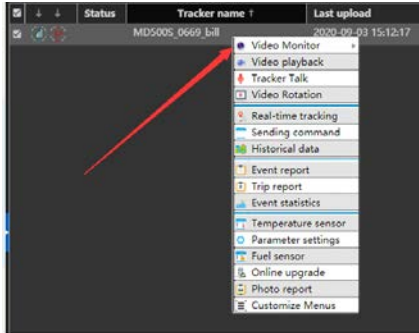 Status Tracker name ↑ Last upload
MD500S_0669_bill 2020-09-03 15:12:17
Video Monitor
Video playback
Tracker Talk
Video Rotation
Real-time tracking
Sending command
Historical data
Event report
Trip report
Event statistics
Temperature sensor
Parameter settings
Fuel sensor
Online upgrade
Photo report
Customize Menus